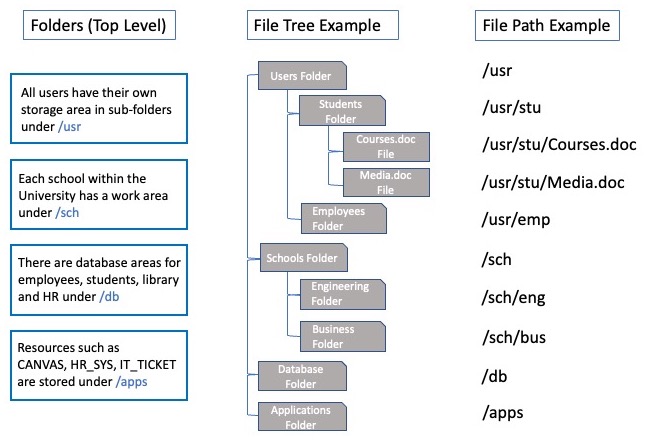 Folders (Top Level)
All users have their own
storage area in sub-folders
under /usr
Each school within the
University has a work area
under /sch
There are database areas for
employees, students, library
and HR under /db
Resources such as
CANVAS, HR_SYS, IT_TICKET
are stored under /apps
File Tree Example
Users Folder
Students
Folder
Courses.doc
File
Media.doc
File
Employees
Folder
Schools Folder
Engineering
Folder
Business
Folder
Database
Folder
Applications
Folder
File Path Example
/usr
/usr/stu
/usr/stu/Courses.doc
/usr/stu/Media.doc
/usr/emp
/sch
/sch/eng
/sch/bus
/db
/apps